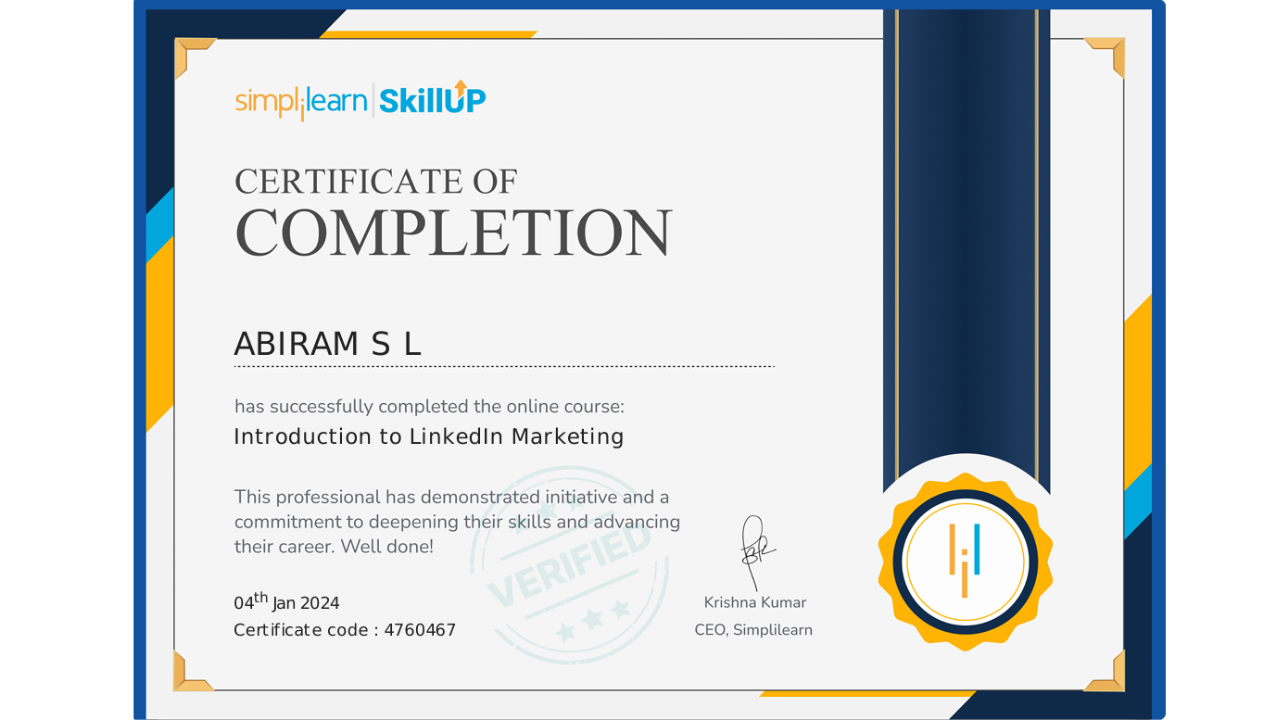 simplilearn | SkillUP
CERTIFICATE OF
COMPLETION
ABIRAM S L
has successfully completed the online course:
Introduction to LinkedIn Marketing
This professional has demonstrated initiative and a
commitment to deepening their skills and advancing
their career. Well done!
VERIFIED
04th Jan 2024
Certificate code : 4760467
Krishna Kumar
CEO, Simplilearn